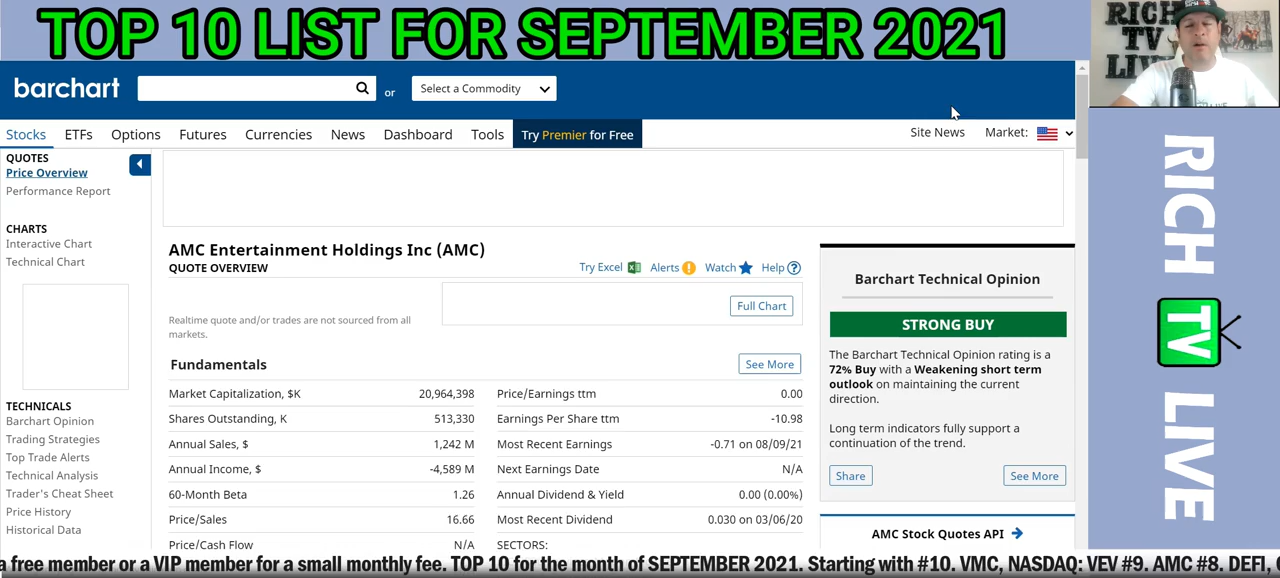 TOP 10 LIST FOR SEPTEMBER 2021
RICH
TV
LIVE
barchart
or
Select a Commodity
Stocks ETFs Options Futures Currencies News Dashboard Tools Try Premier for Free
Site News Market:
QUOTES
Price Overview
Performance Report
CHARTS
Interactive Chart
Technical Chart
TECHNICALS
Barchart Opinion
Trading Strategies
Top Trade Alerts
Technical Analysis
Trader's Cheat Sheet
Price History
Historical Data
AMC Entertainment Holdings Inc (AMC)
QUOTE OVERVIEW
Try Excel Alerts Watch Help
Full Chart
Realtime quote and/or trades are not sourced from all
markets.
Fundamentals See More
Market Capitalization, $K 20,964,398 Price/Earnings ttm 0.00
Shares Outstanding, K 513,330 Earnings Per Share ttm -10.98
Annual Sales, $ 1,242 M Most Recent Earnings -0.71 on 08/09/21
Annual Income, $ -4,589 M Next Earnings Date N/A
60-Month Beta 1.26 Annual Dividend & Yield 0.00 (0.00%)
Price/Sales 16.66 Most Recent Dividend 0.030 on 03/06/20
Price/Cash Flow N/A SECTORS:
Barchart Technical Opinion
STRONG BUY
The Barchart Technical Opinion rating is a
72% Buy with a Weakening short term
outlook on maintaining the current
direction.
Long term indicators fully support a
continuation of the trend.
Share See More
AMC Stock Quotes API
RICH TV LIVE
a free member or a VIP member for a small monthly fee. TOP 10 for the month of SEPTEMBER 2021. Starting with #10. VMC, NASDAQ: VEV #9. AMC #8. DEFI,